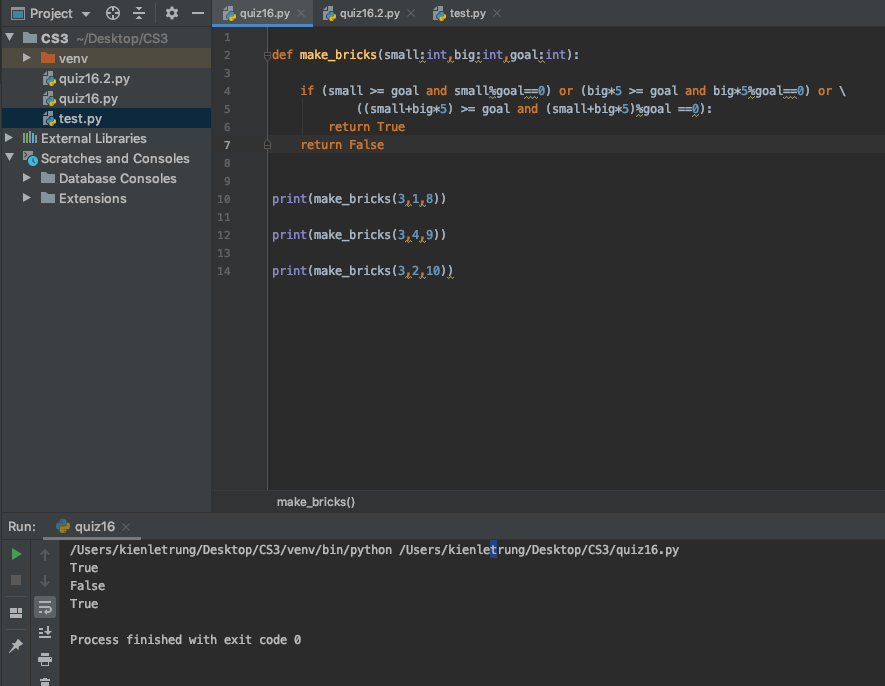 Project
quiz16.py
quiz16.2.py
test.py
CS3 ~/Desktop/CS3
venv
quiz16.2.py
quiz16.py
test.py
External Libraries
Scratches and Consoles
Database Consoles
Extensions
1
2 def make_bricks(small:int,big:int,goal:int):
3
4 if (small >= goal and small%goal==0) or (big*5 >= goal and big*5%goal==0) or \
5 ((small+big*5) >= goal and (small+big*5)%goal ==0):
6 return True
7 return False
8
9
10 print(make_bricks(3,1,8))
11
12 print(make_bricks(3,4,9))
13
14 print(make_bricks(3,2,10))
make_bricks()
Run: quiz16
/Users/kienletrung/Desktop/CS3/venv/bin/python /Users/kienletrung/Desktop/CS3/quiz16.py
True
False
True
Process finished with exit code 0